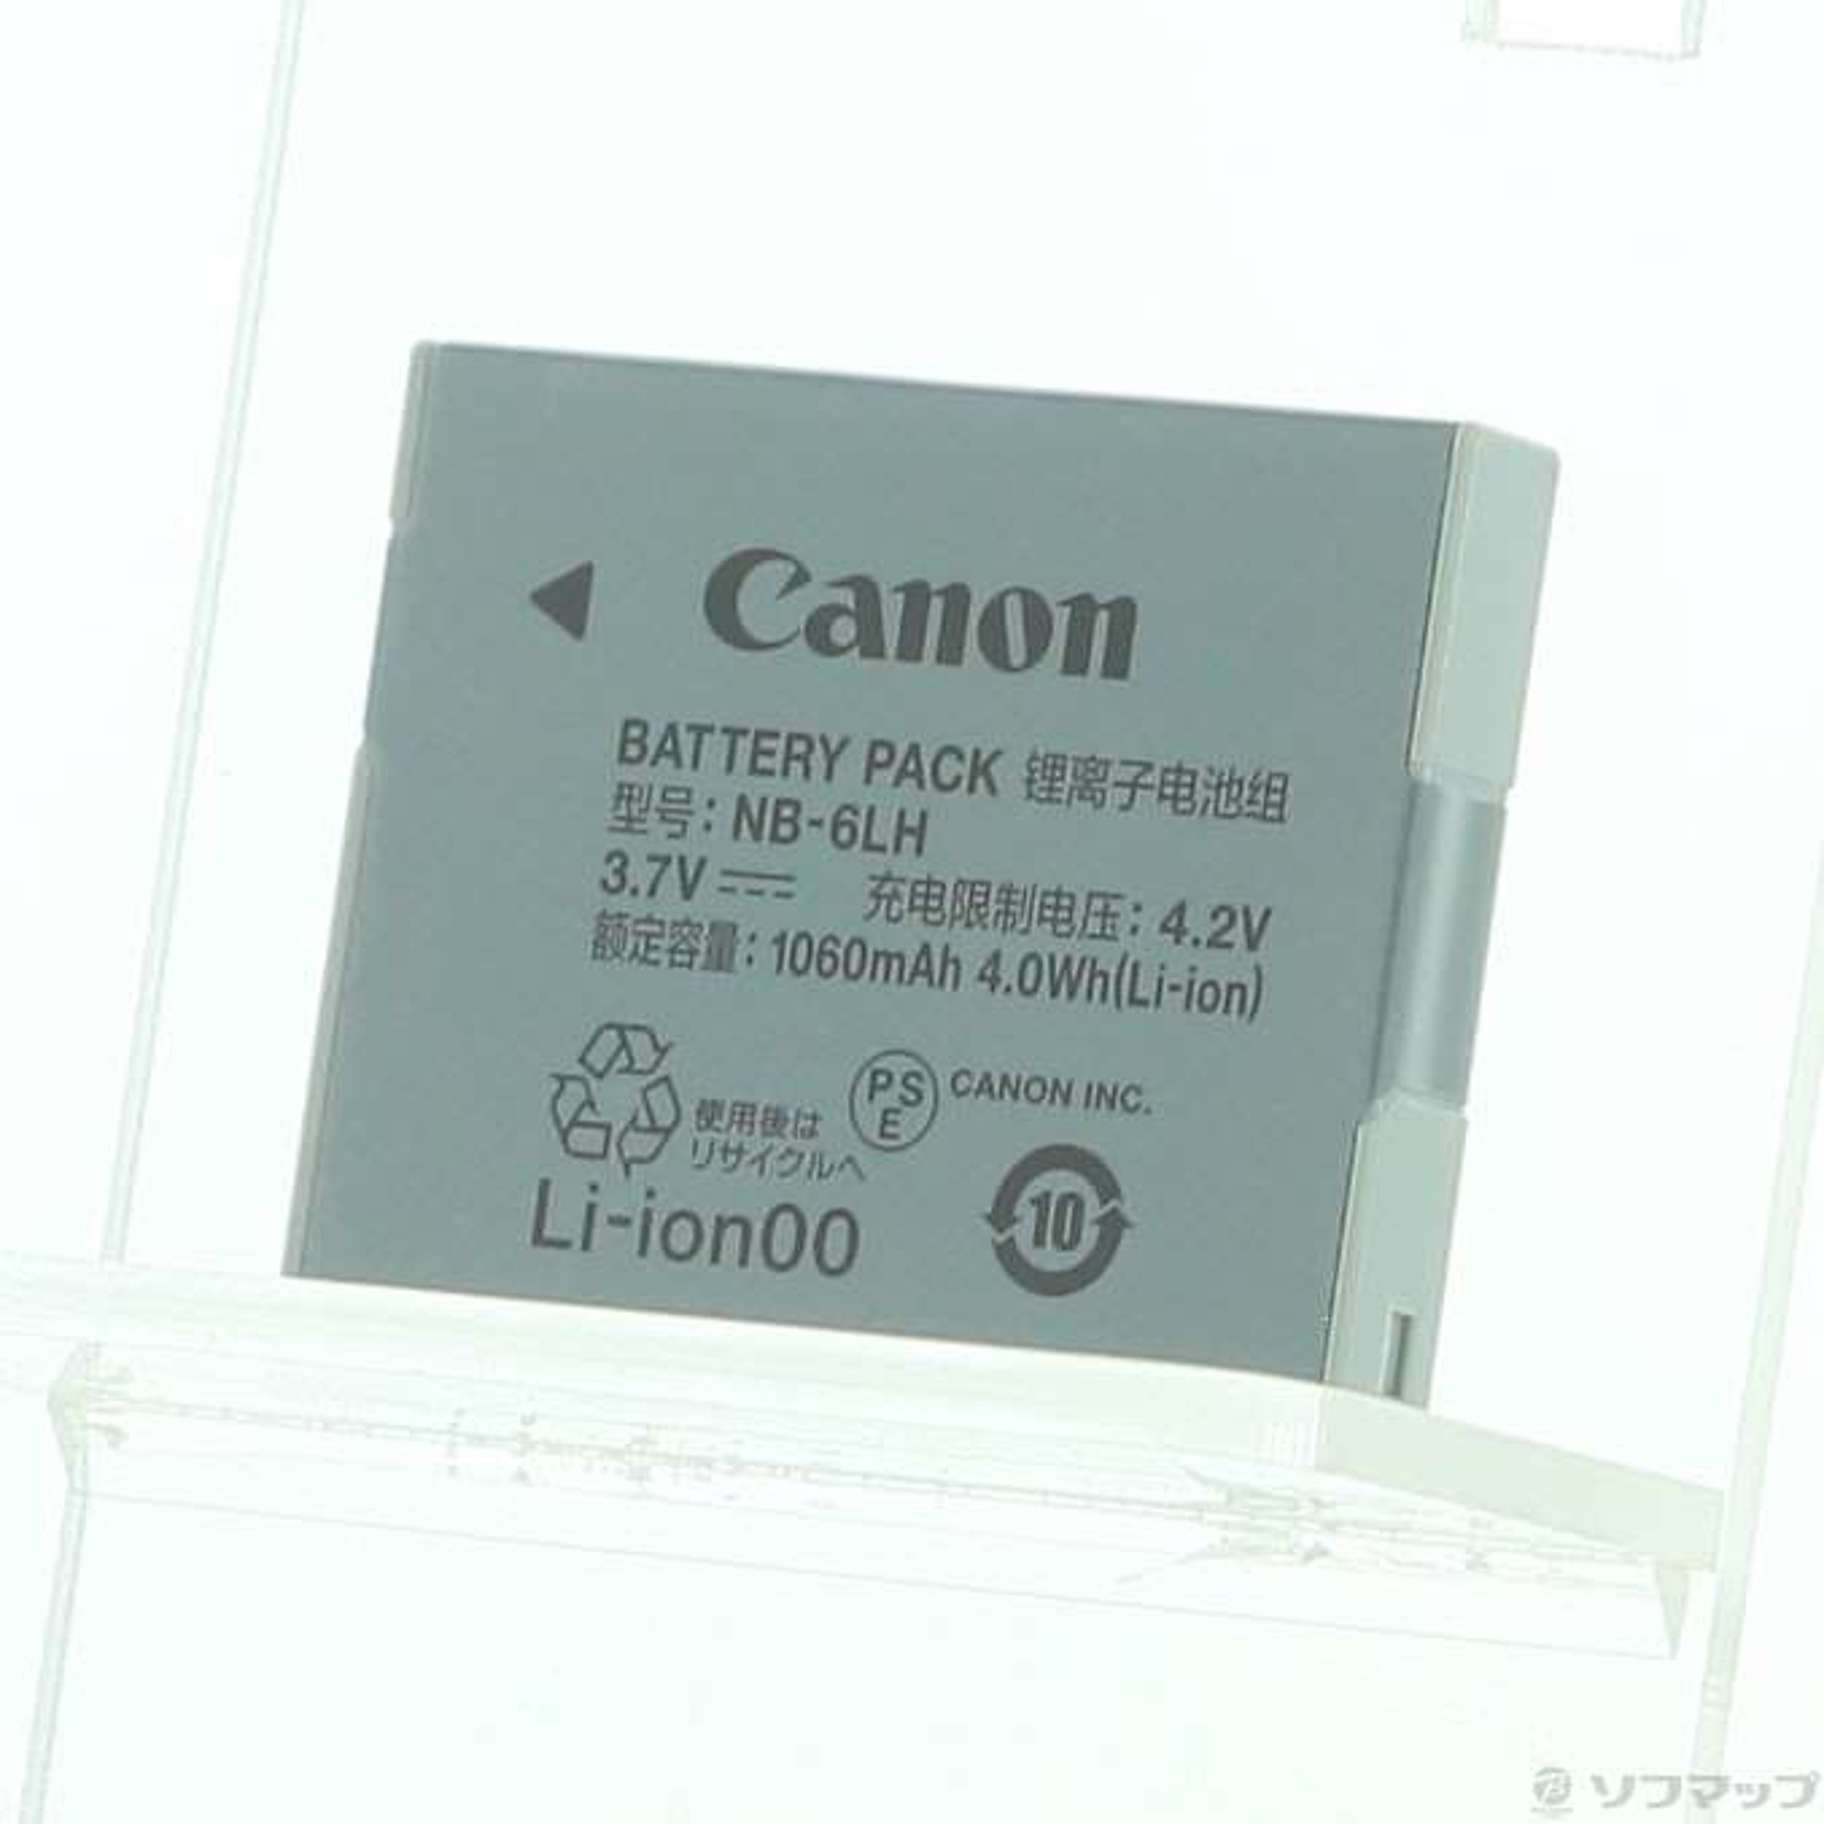 Canon
BATTERY PACK 锂离子电池组
型号: NB-6LH
3.7V 充电限制电压: 4.2V
额定容量: 1060mAh 4.0Wh(Li-ion)
使用後は
リサイクルへ
PS
E
CANON INC.
Li-ion00
10
ソフマップ